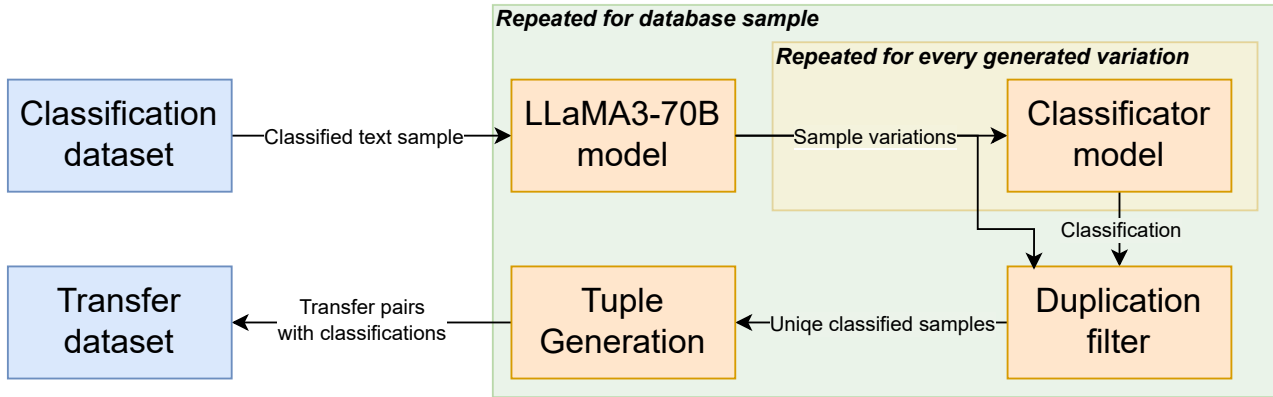 Repeated for database sample
Repeated for every generated variation
Classification
dataset
Classified text sample
LLaMA3-70B
model
Sample variations
Classificator
model
Classification
Transfer
dataset
Transfer pairs
with classifications
Tuple
Generation
Uniqe classified samples
Duplication
filter